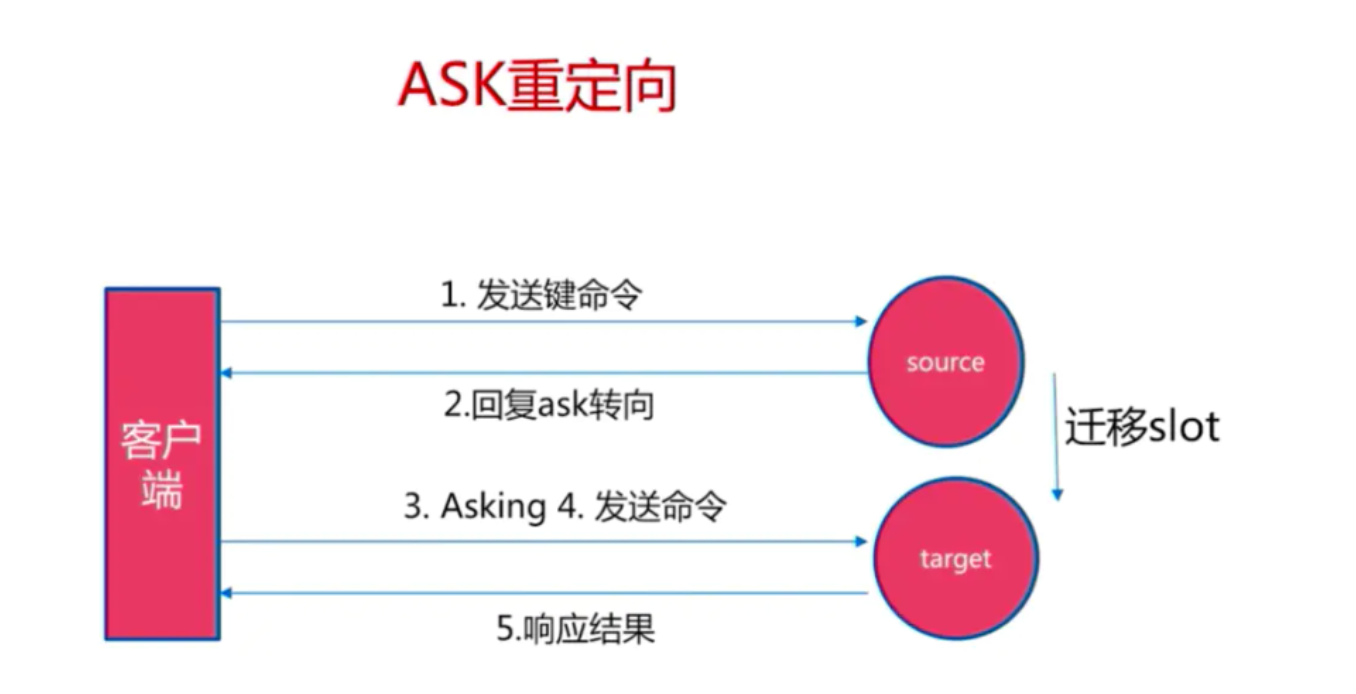 ASK重定向
1. 发送键命令
source
2.回复ask转向
迁移slot
客户
端
3. Asking 4. 发送命令
target
5.响应结果